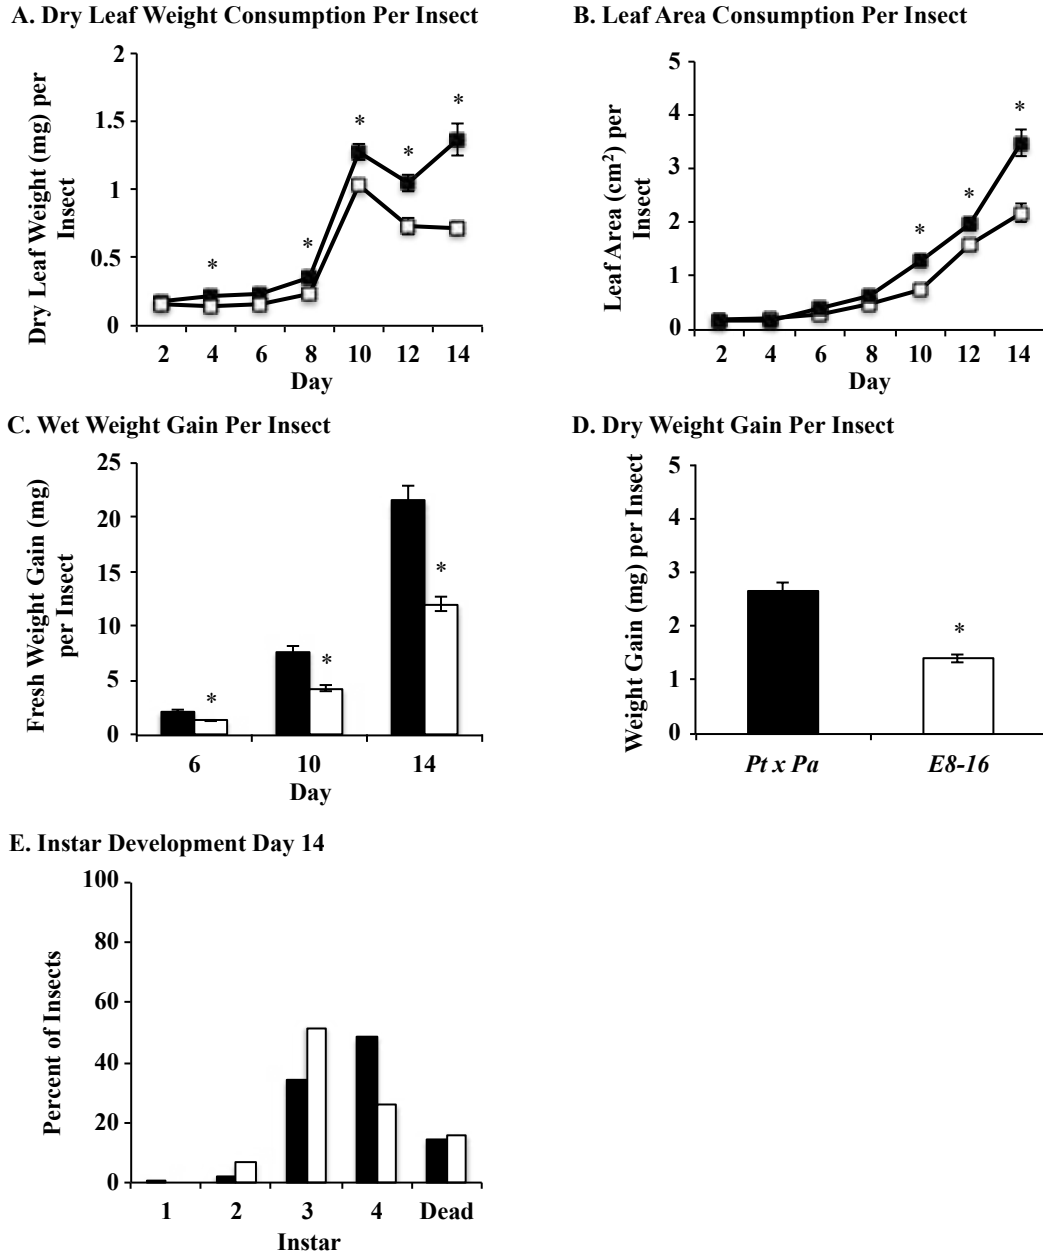 A. Dry Leaf Weight Consumption Per Insect
Dry Leaf Weight (mg) per
Insect
2
1.5
1
0.5
0
*
*
*
*
*
2 4 6 8 10 12 14
Day
B. Leaf Area Consumption Per Insect
Leaf Area (cm²) per
Insect
5
4
3
2
1
0
*
*
*
2 4 6 8 10 12 14
Day
C. Wet Weight Gain Per Insect
Fresh Weight Gain (mg)
per Insect
25
20
15
10
5
0
*
*
*
6 10 14
Day
D. Dry Weight Gain Per Insect
Weight Gain (mg) per Insect
5
4
3
2
1
0
*
Pt x Pa E8-16
E. Instar Development Day 14
Percent of Insects
100
80
60
40
20
0
1 2 3 4 Dead
Instar